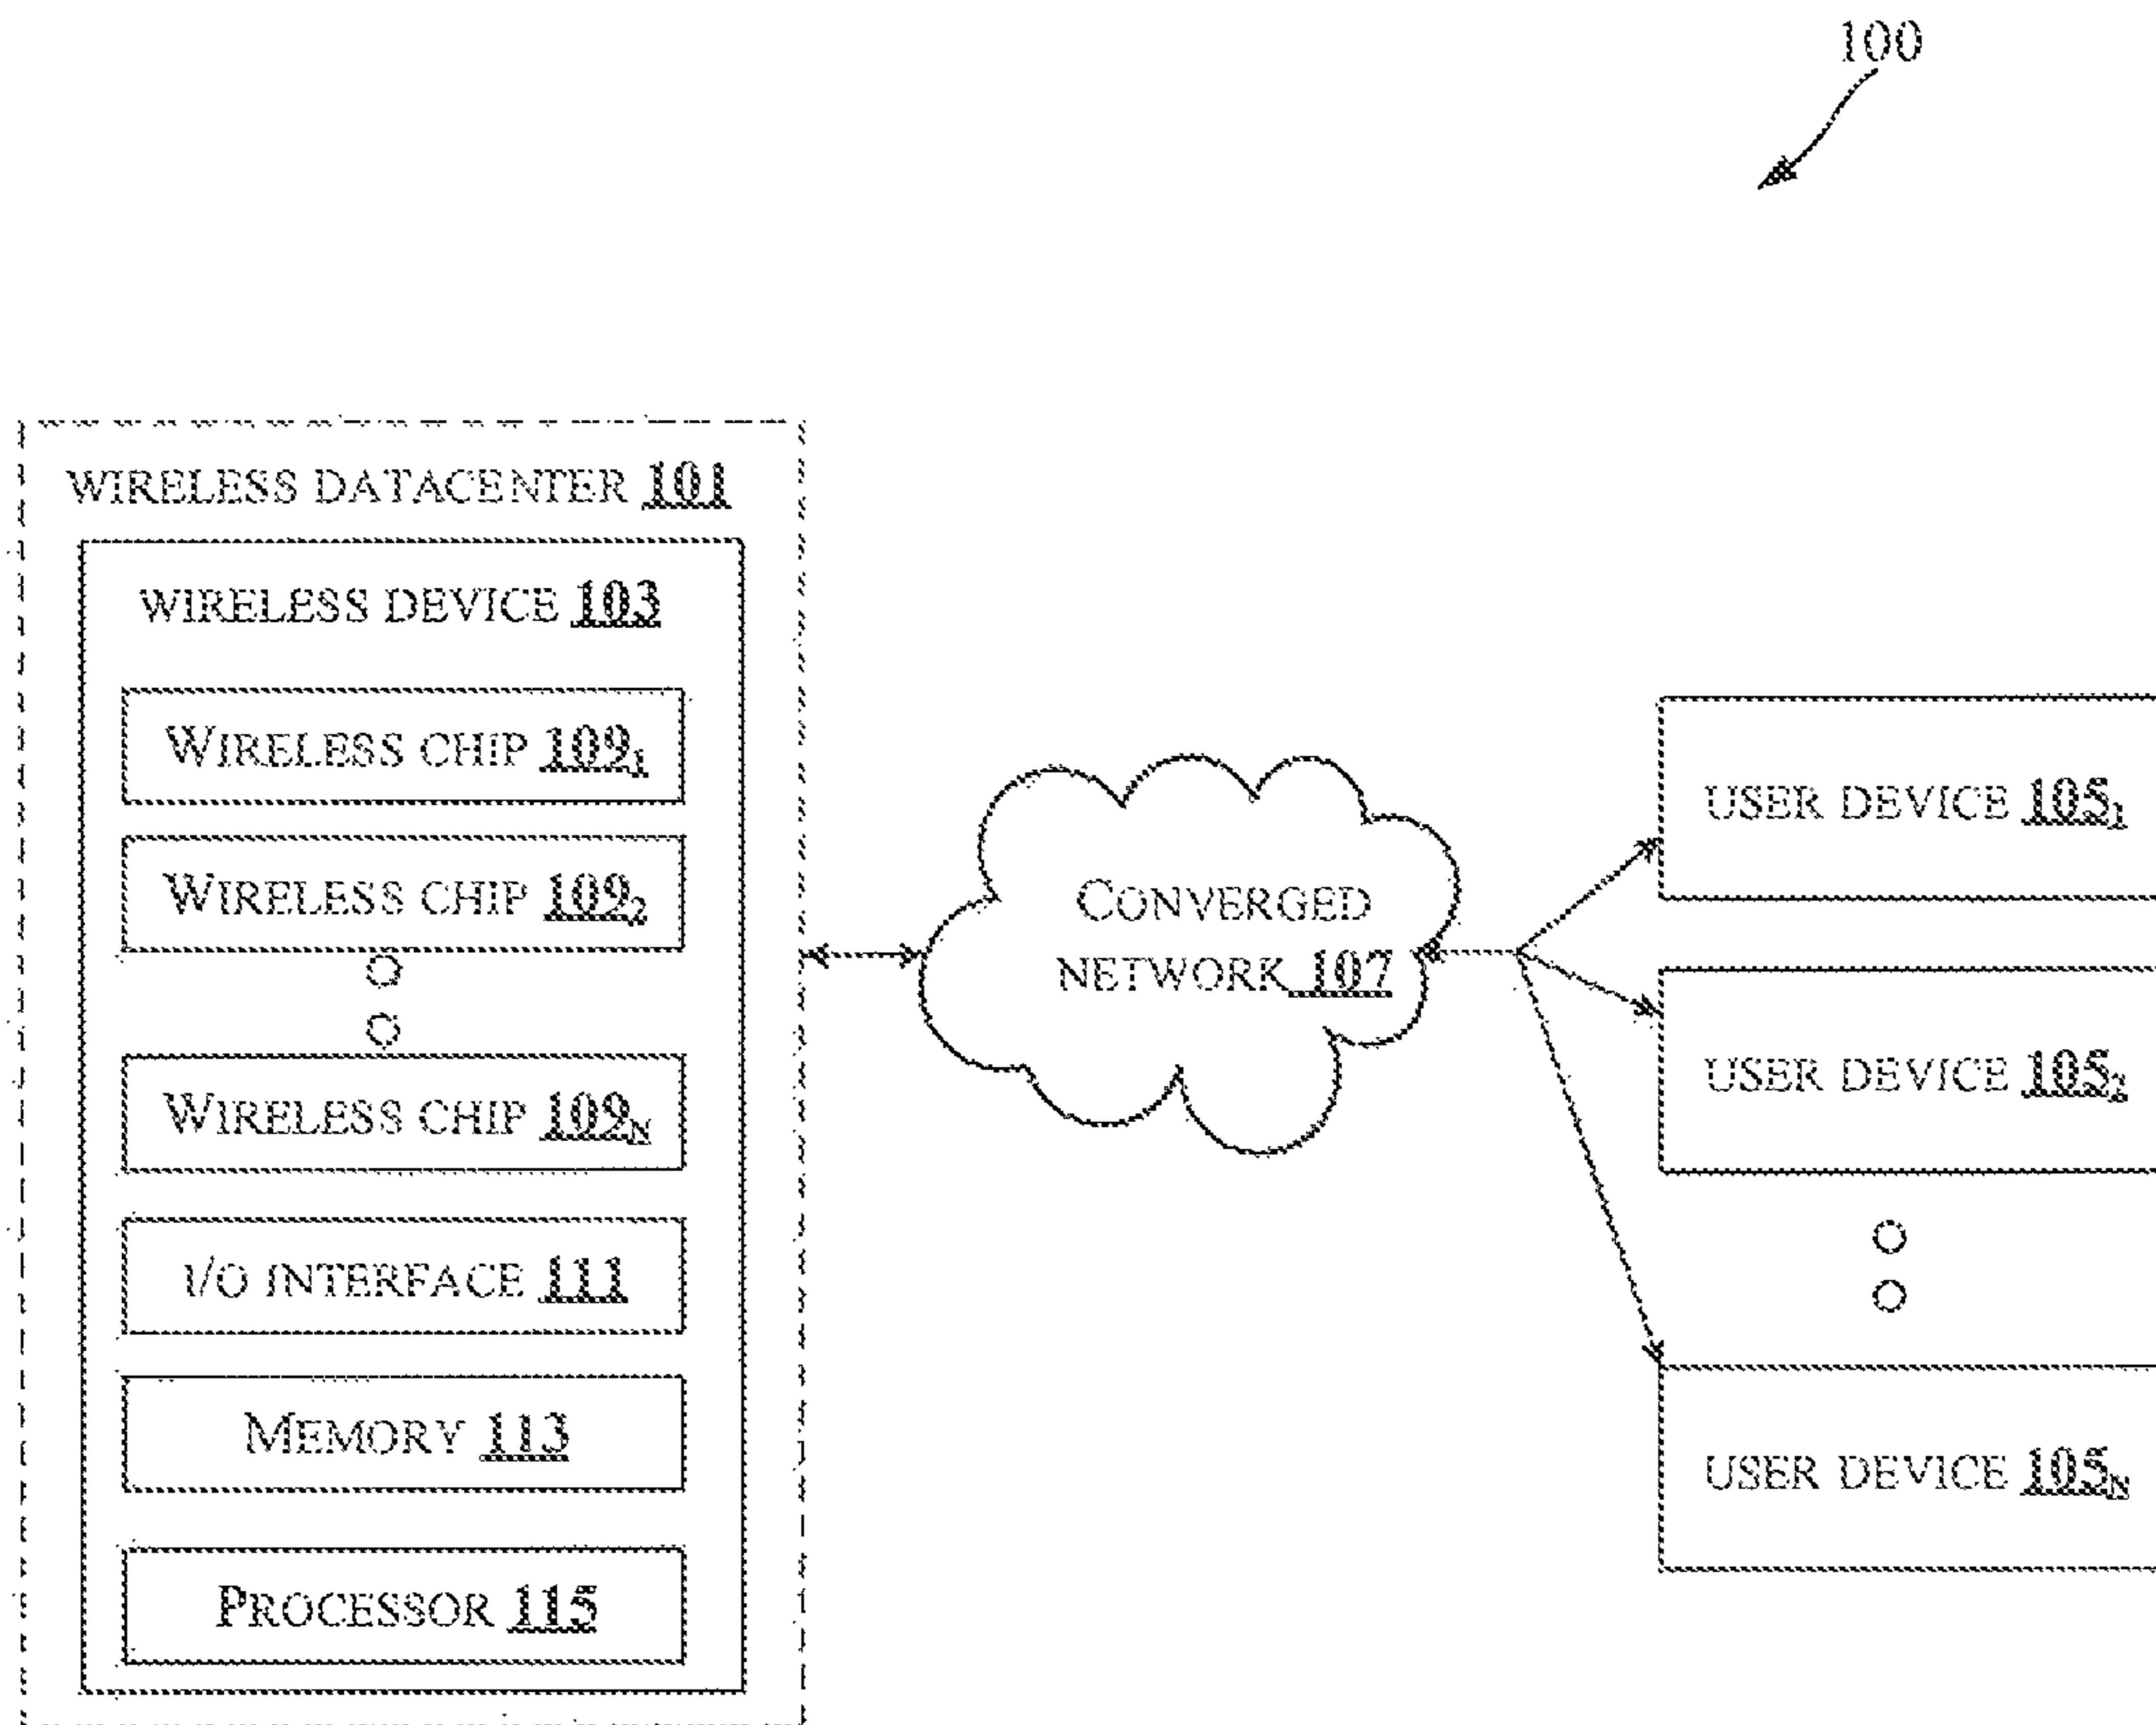 100
WIRELESS DATACENTER 101
WIRELESS DEVICE 103
WIRELESS CHIP 109₁
WIRELESS CHIP 109₂
WIRELESS CHIP 109ₙ
I/O INTERFACE 111
MEMORY 113
PROCESSOR 115
CONVERGED
NETWORK 107
USER DEVICE 105₁
USER DEVICE 105₂
USER DEVICE 105ₙ